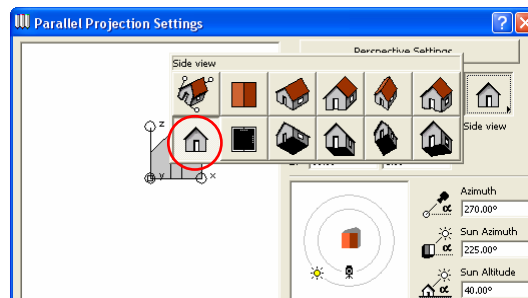 Parallel Projection Settings
Perspective Settings
Side view
Side view
z
y
x
Azimuth
α
270.00°
Sun Azimuth
α
225.00°
Sun Altitude
α
40.00°